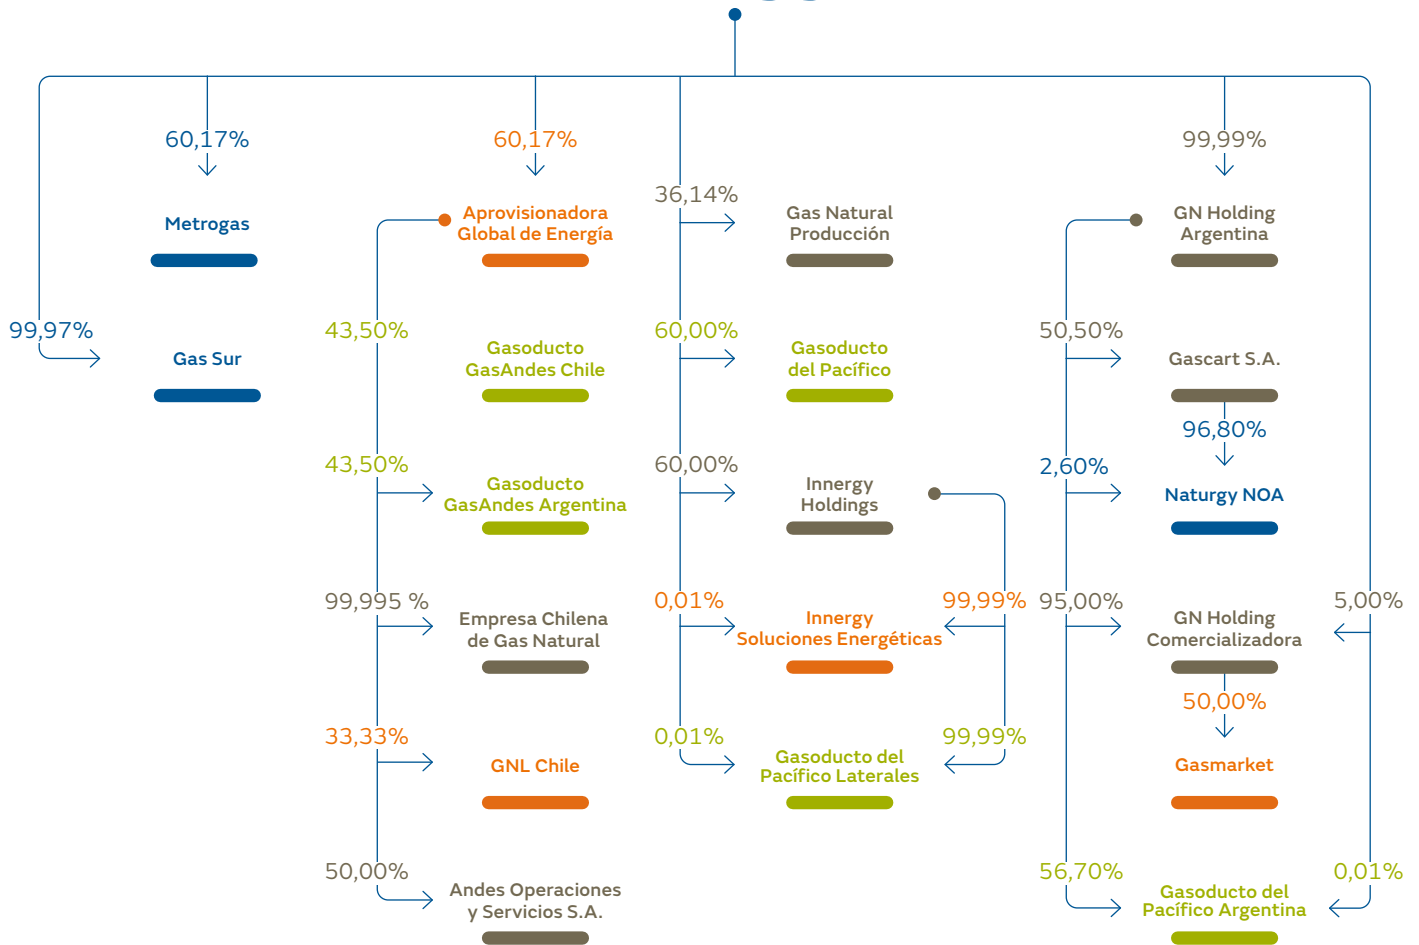 60,17%
60,17%
99,99%
36,14%
Metrogas
Aprovisionadora
Global de Energía
Gas Natural
Producción
GN Holding
Argentina
99,97%
43,50%
60,00%
50,50%
Gas Sur
Gasoducto
GasAndes Chile
Gasoducto
del Pacífico
Gascart S.A.
96,80%
43,50%
60,00%
2,60%
Gasoducto
GasAndes Argentina
Innergy
Holdings
Naturgy NOA
99,995 %
0,01%
99,99%
95,00%
5,00%
Empresa Chilena
de Gas Natural
Innergy
Soluciones Energéticas
GN Holding
Comercializadora
50,00%
33,33%
0,01%
99,99%
GNL Chile
Gasoducto del
Pacífico Laterales
Gasmarket
50,00%
56,70%
0,01%
Andes Operaciones
y Servicios S.A.
Gasoducto del
Pacífico Argentina